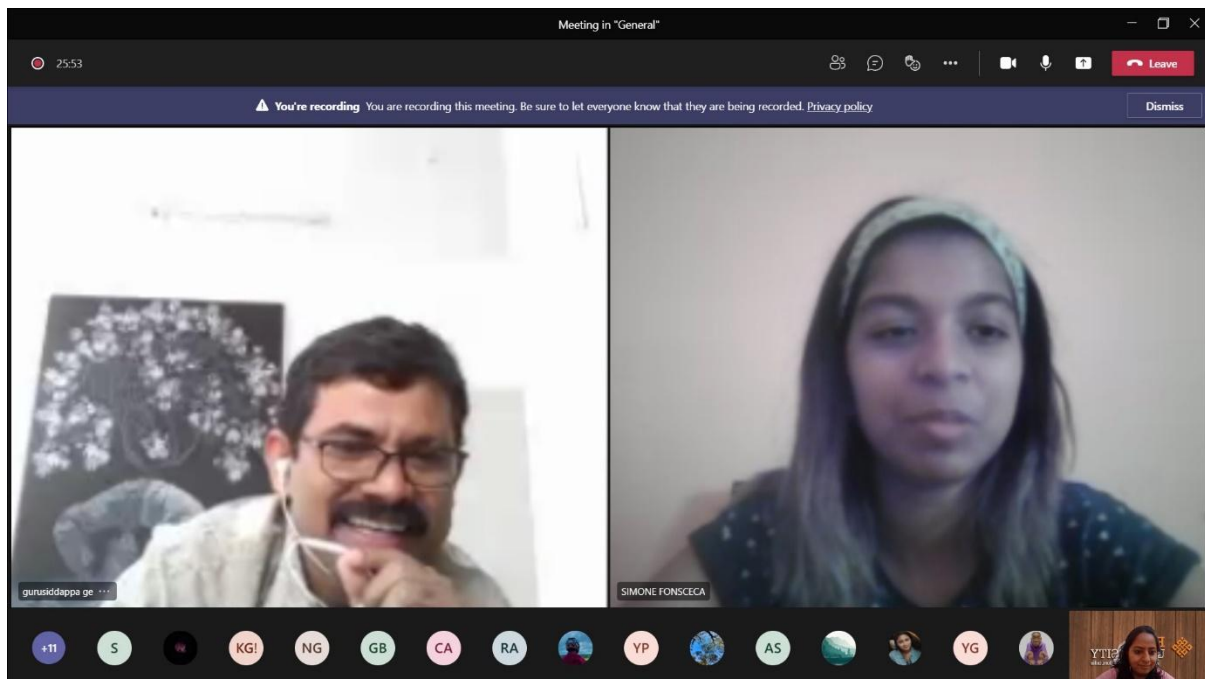 Meeting in "General"
25:53
Leave
You're recording You are recording this meeting. Be sure to let everyone know that they are being recorded. Privacy policy
Dismiss
gurusiddappa ge ...
SIMONE FONSCECA
+11
S
KG!
NG
GB
CA
RA
YP
AS
YG